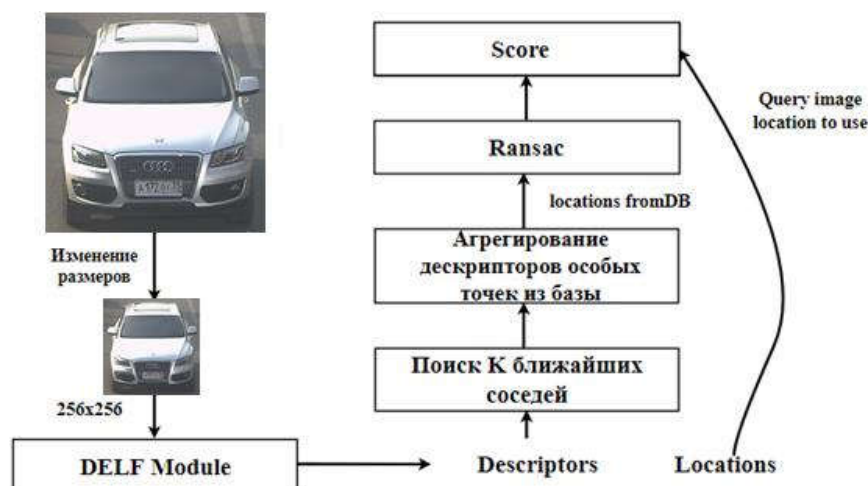 Изменение
размеров
256x256
DELF Module
Descriptors
Locations
Поиск К ближайших
соседей
Агрегирование
дескрипторов особых
точек из базы
locations fromDB
Ransac
Score
Query image
location to use